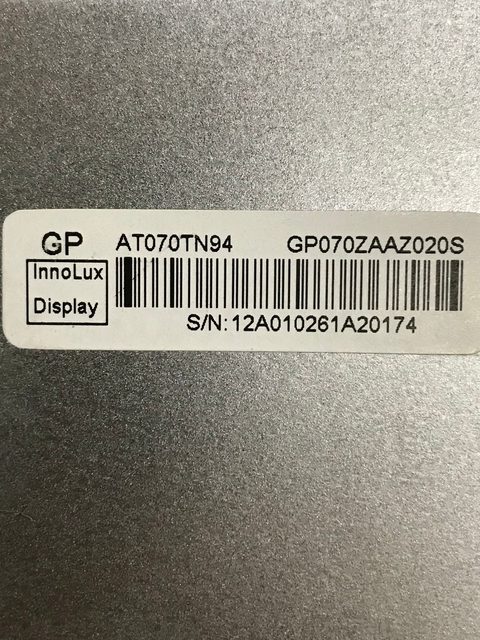 GP AT070TN94 GP070ZAAZ020S
InnoLux
Display
S/N: 12A010261A20174